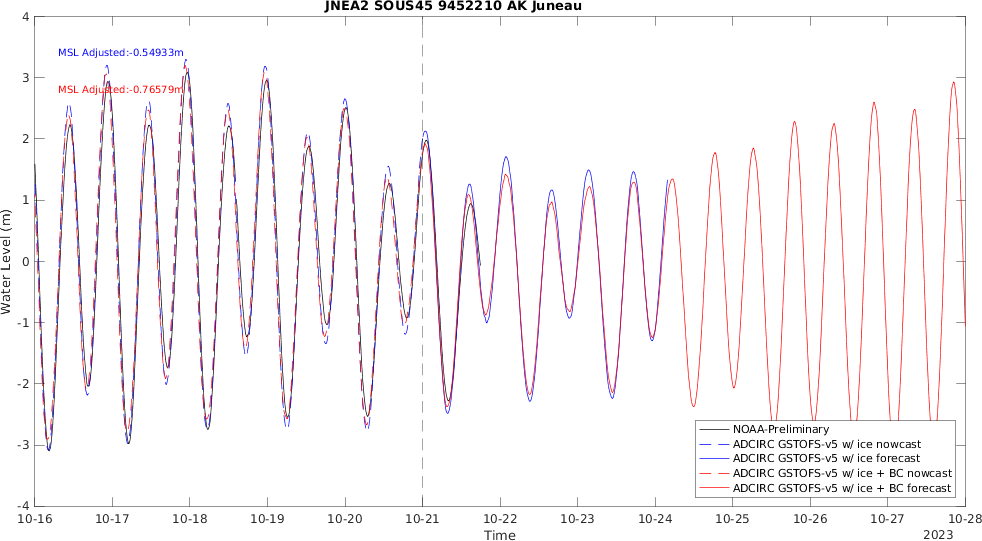 JNEA2 SOUS45 9452210 AK Juneau
MSL Adjusted:-0.54933m
MSL Adjusted:-0.76579m
Water Level (m)
4
3
2
1
0
-1
-2
-3
-4
NOAA-Preliminary
ADCIRC GSTOFS-v5 w/ ice nowcast
ADCIRC GSTOFS-v5 w/ ice forecast
ADCIRC GSTOFS-v5 w/ ice + BC nowcast
ADCIRC GSTOFS-v5 w/ ice + BC forecast
10-16 10-17 10-18 10-19 10-20 10-21 10-22 10-23 10-24 10-25 10-26 10-27 10-28
Time
2023